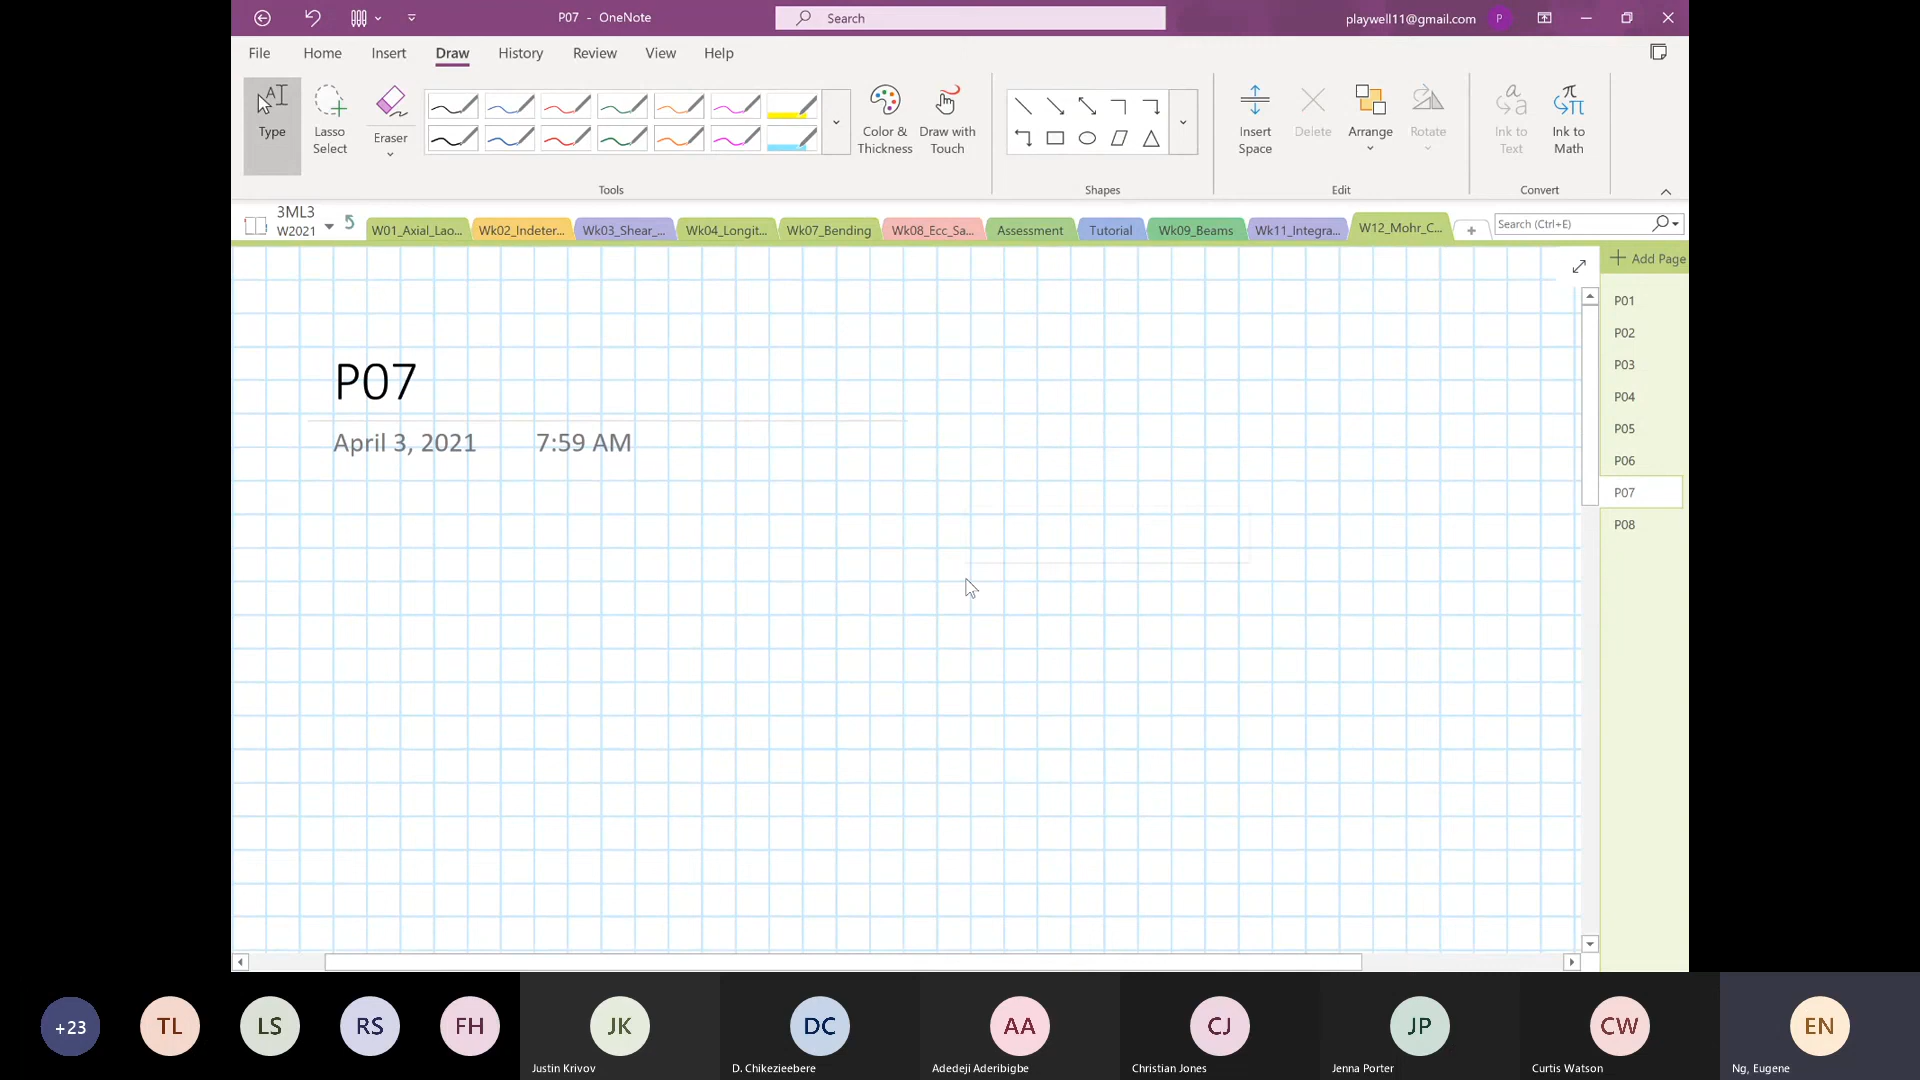 P07 - OneNote
Search
playwell11@gmail.com
P
File Home Insert Draw History Review View Help
Type
Lasso Select
Eraser
Color & Thickness
Draw with Touch
Insert Space
Delete
Arrange
Rotate
Ink to Text
Ink to Math
Tools
Shapes
Edit
Convert
3ML3
W2021
W01_Axial_Lao...
Wk02_Indeter...
Wk03_Shear_...
Wk04_Longit...
Wk07_Bending
Wk08_Ecc_Sa...
Assessment
Tutorial
Wk09_Beams
Wk11_Integra...
W12_Mohr_C...
Search (Ctrl+E)
Add Page
P01
P02
P03
P04
P05
P06
P07
P08
P07
April 3, 2021 7:59 AM
+23
TL
LS
RS
FH
JK
DC
AA
CJ
JP
CW
EN
Justin Krivov
D. Chikezieebere
Adedeji Aderibigbe
Christian Jones
Jenna Porter
Curtis Watson
Ng, Eugene